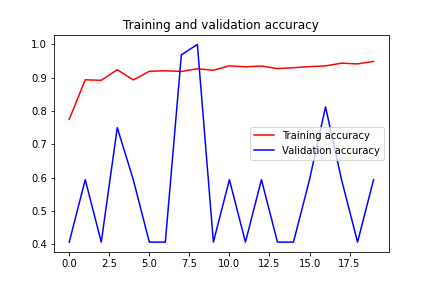 Training and validation accuracy
1.0
0.9
0.8
0.7
0.6
0.5
0.4
Training accuracy
Validation accuracy
0.0 2.5 5.0 7.5 10.0 12.5 15.0 17.5